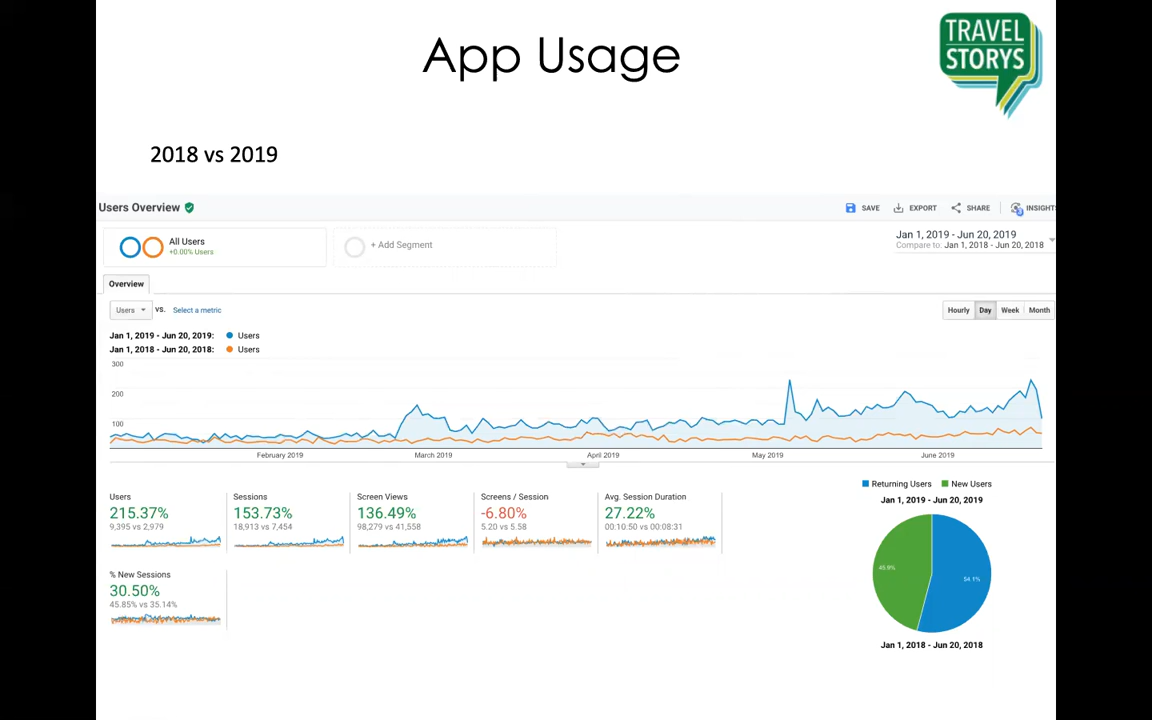 App Usage
TRAVEL
STORYS
2018 vs 2019
Users Overview
SAVE
EXPORT
SHARE
INSIGHTS
All Users
+0.00% Users
+ Add Segment
Jan 1, 2019 - Jun 20, 2019
Compare to: Jan 1, 2018 - Jun 20, 2018
Overview
Users
vs.
Select a metric
Hourly
Day
Week
Month
Jan 1, 2019 - Jun 20, 2019: Users
Jan 1, 2018 - Jun 20, 2018: Users
300
200
100
February 2019
March 2019
April 2019
May 2019
June 2019
Users
215.37%
9,395 vs 2,979
Sessions
153.73%
18,913 vs 7,454
Screen Views
136.49%
98,279 vs 41,558
Screens / Session
-6.80%
5.20 vs 5.58
Avg. Session Duration
27.22%
00:10:50 vs 00:08:31
% New Sessions
30.50%
45.85% vs 35.14%
Returning Users
New Users
Jan 1, 2019 - Jun 20, 2019
45.9%
54.1%
Jan 1, 2018 - Jun 20, 2018